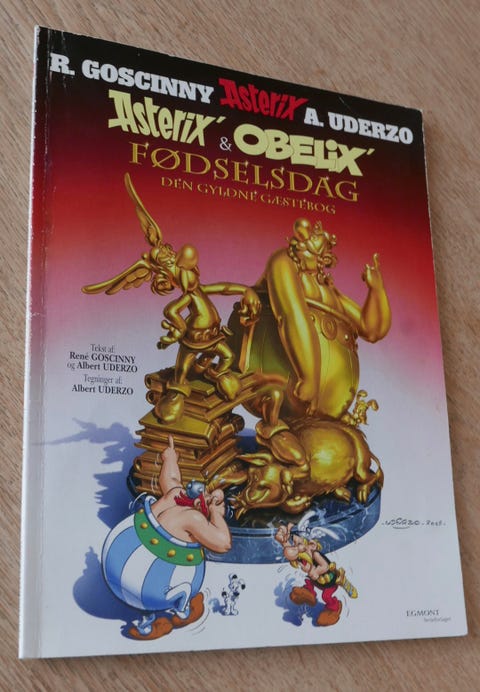 R. GOSCINNY Asterix A. UDERZO
Asterix´ & OBELiX´
FØDSELSDAG
DEN GYLDNE GÆSTEBOG
Tekst af:
René GOSCINNY
og Albert UDERZO
Tegninger af:
Albert UDERZO
EGMONT
Serieforlaget